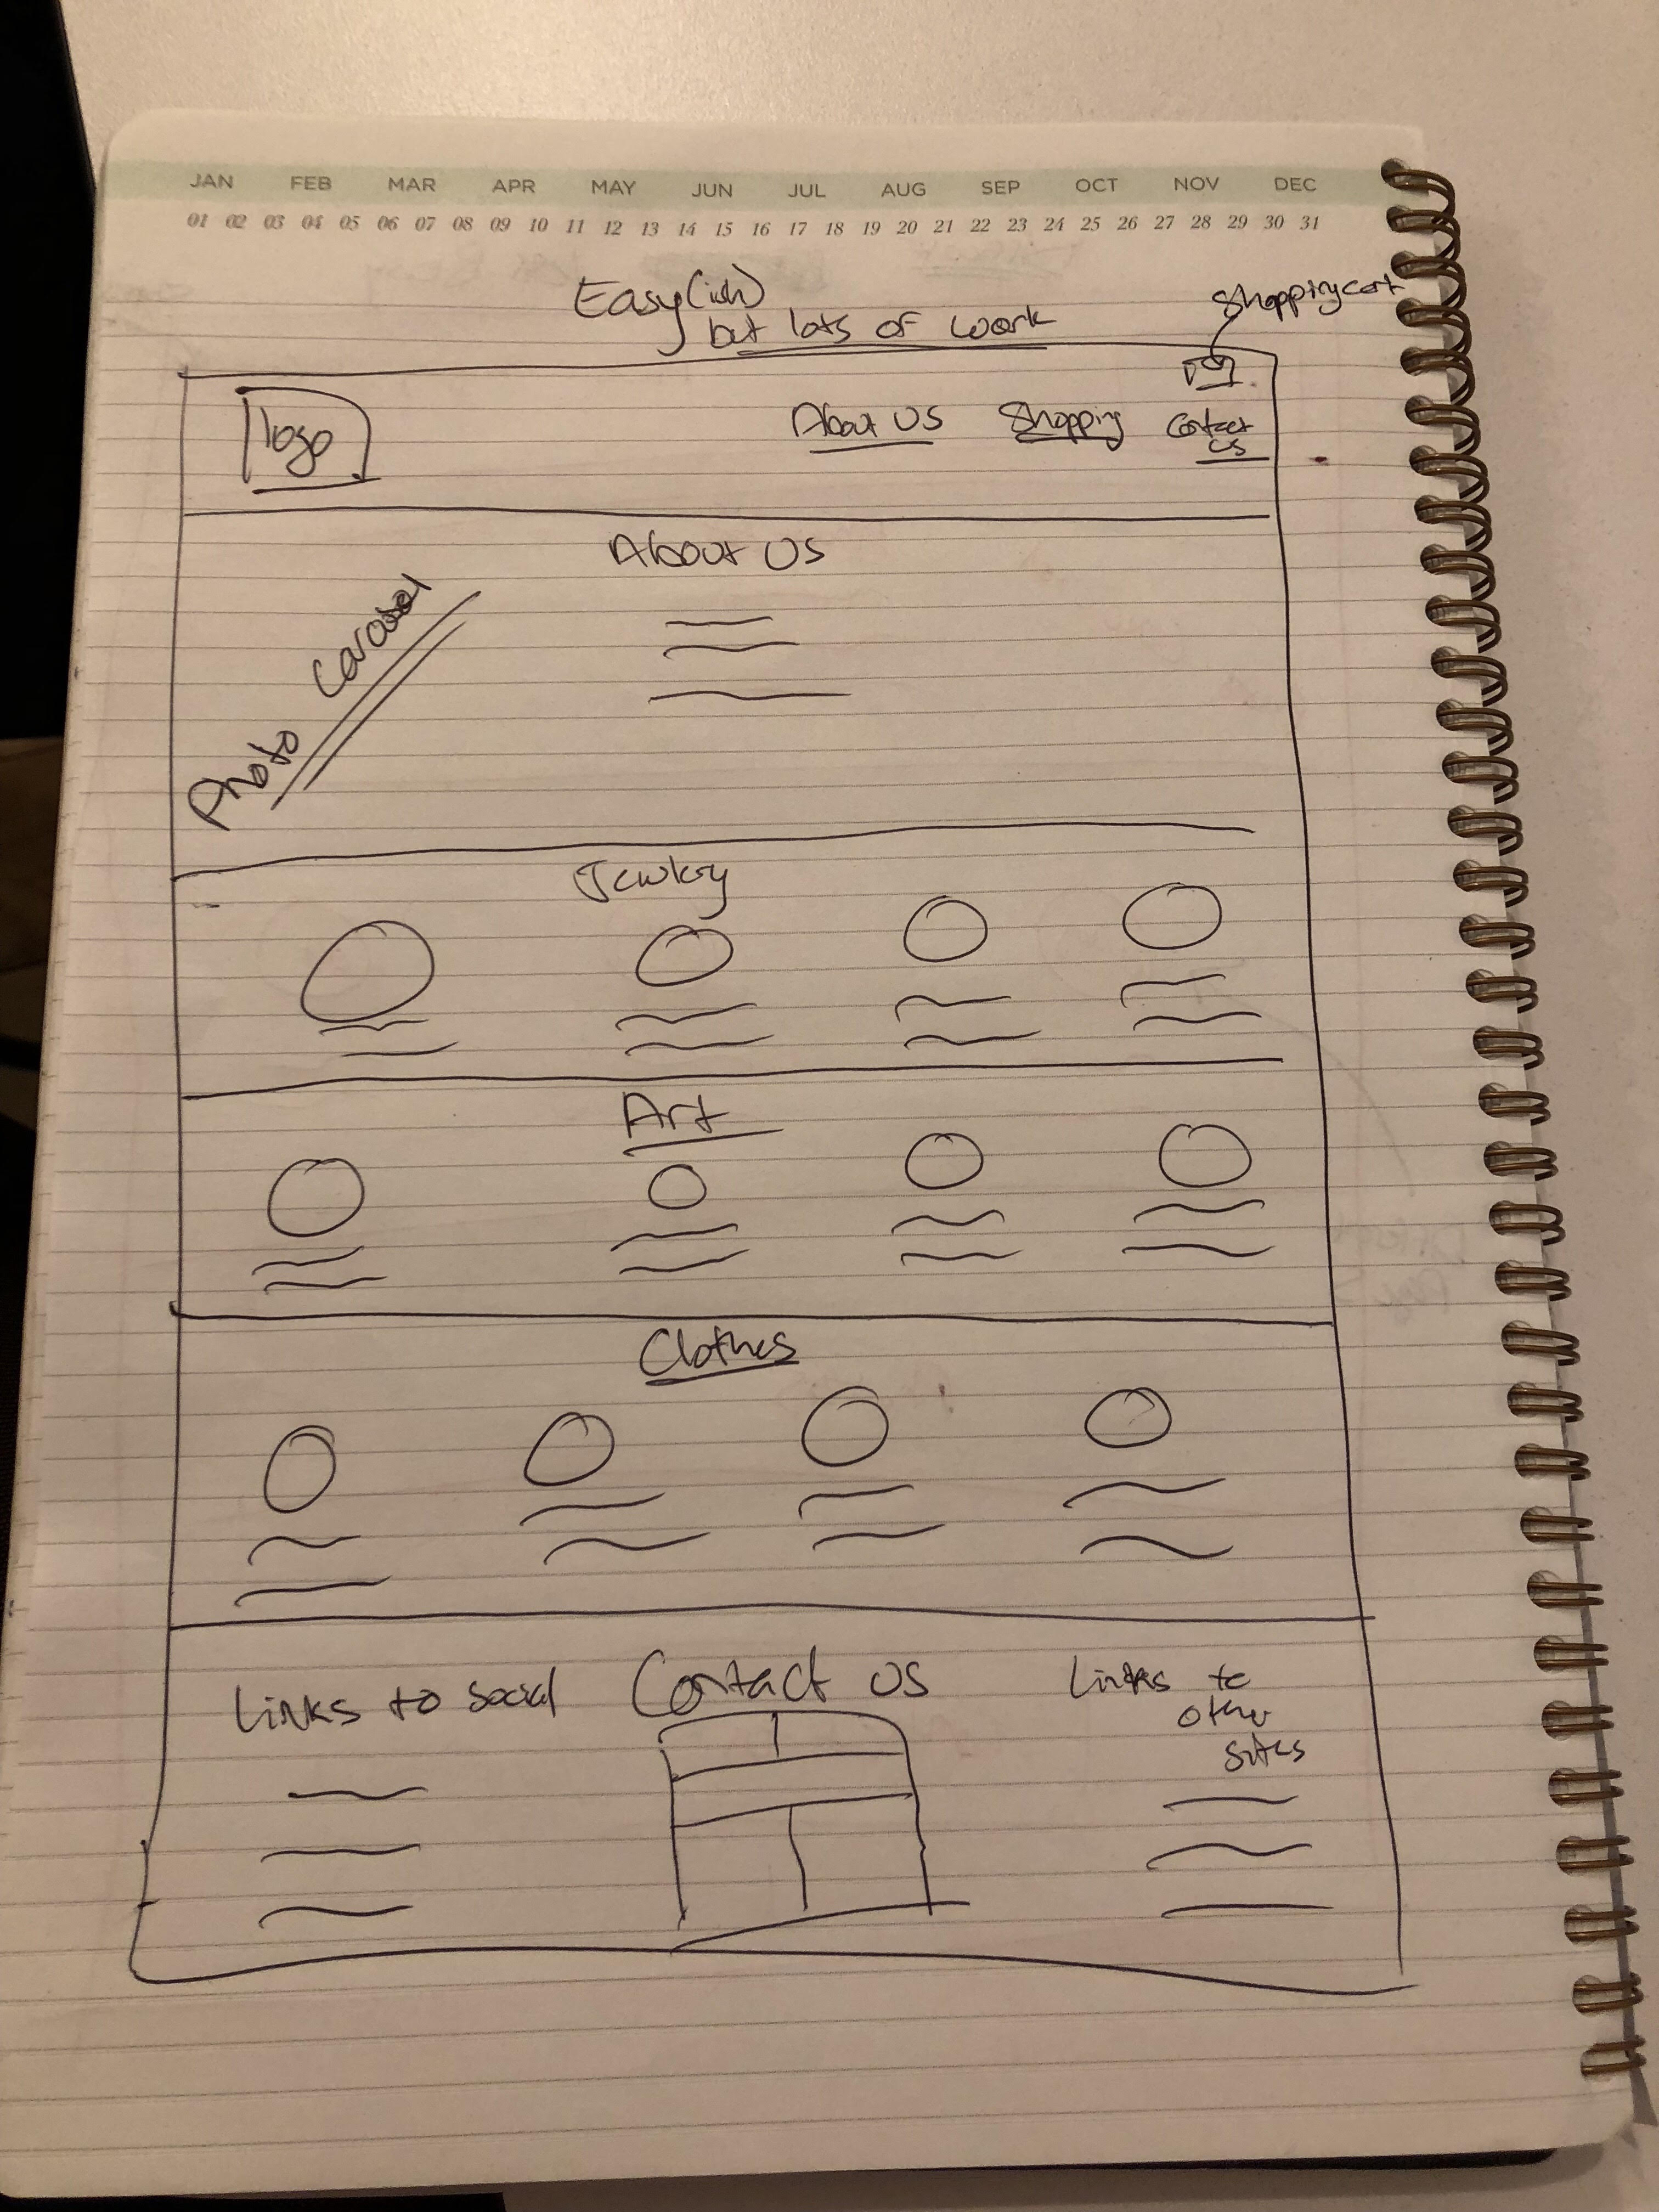 JAN FEB MAR APR MAY JUN JUL AUG SEP OCT NOV DEC
01 02 03 04 05 06 07 08 09 10 11 12 13 14 15 16 17 18 19 20 21 22 23 24 25 26 27 28 29 30 31
Easy(ish)
but lots of work
Shopping cart
logo
About US
Shopping
Contact
US
About US
Photo Carosel
Jewlery
Art
Clothes
Links to social
Contact US
Links to
other
sites